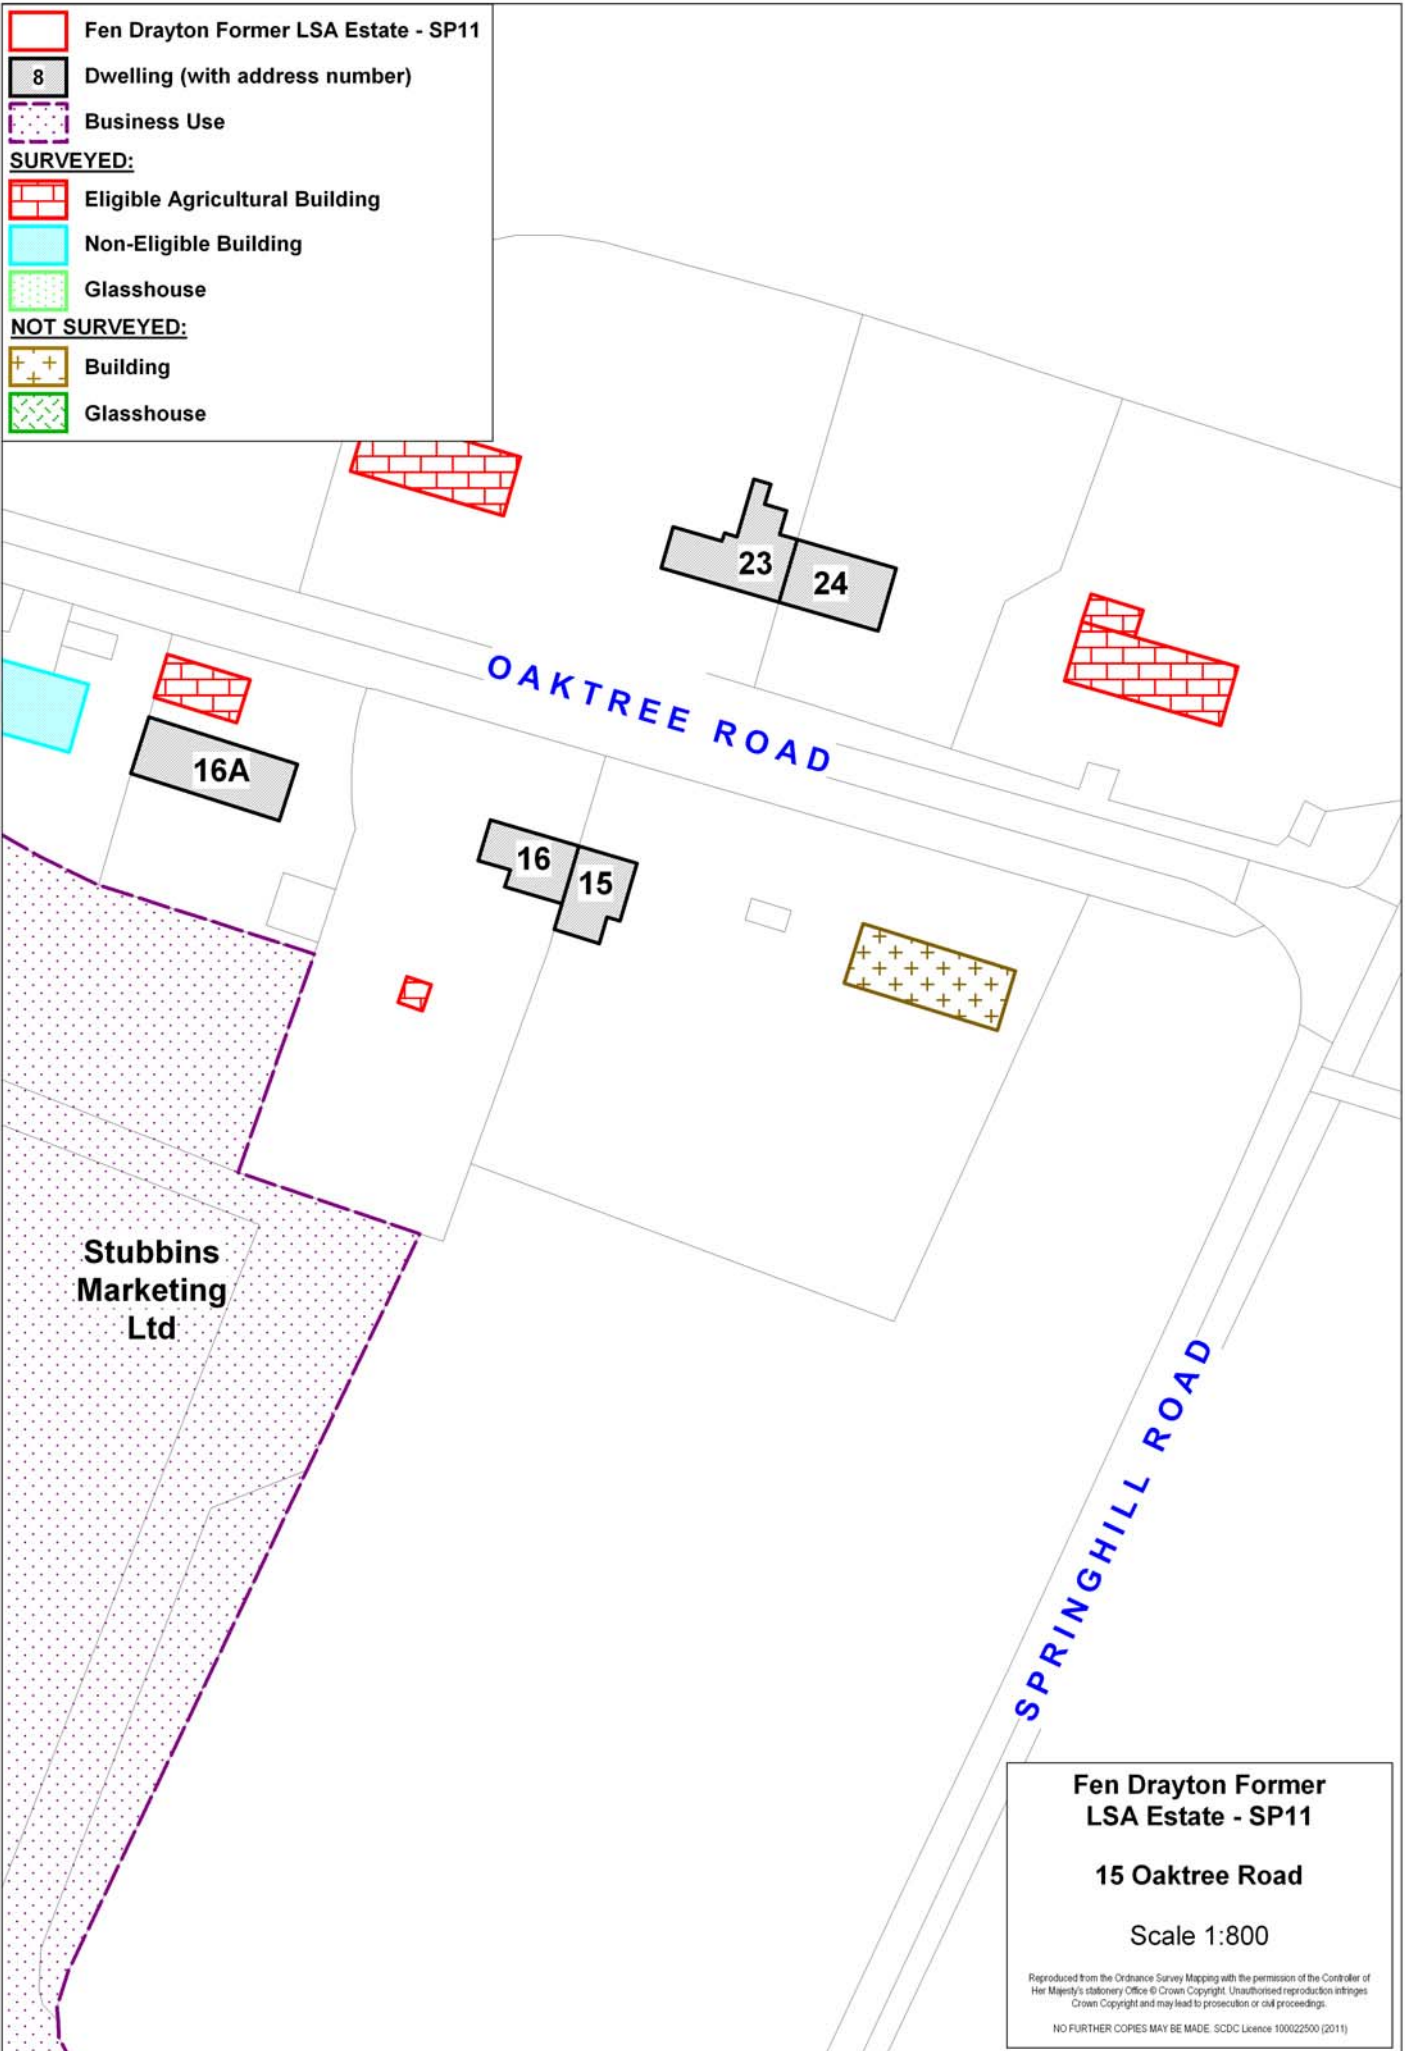 Fen Drayton Former LSA Estate - SP11
8 Dwelling (with address number)
Business Use
SURVEYED:
Eligible Agricultural Building
Non-Eligible Building
Glasshouse
NOT SURVEYED:
Building
Glasshouse
23
24
OAKTREE ROAD
16A
16
15
Stubbins
Marketing
Ltd
SPRINGHILL ROAD
Fen Drayton Former
LSA Estate - SP11
15 Oaktree Road
Scale 1:800
Reproduced from the Ordnance Survey Mapping with the permission of the Controller of
Her Majesty's stationery Office © Crown Copyright. Unauthorised reproduction infringes
Crown Copyright and may lead to prosecution or civil proceedings.
NO FURTHER COPIES MAY BE MADE. SCDC Licence 100022500 (2011)